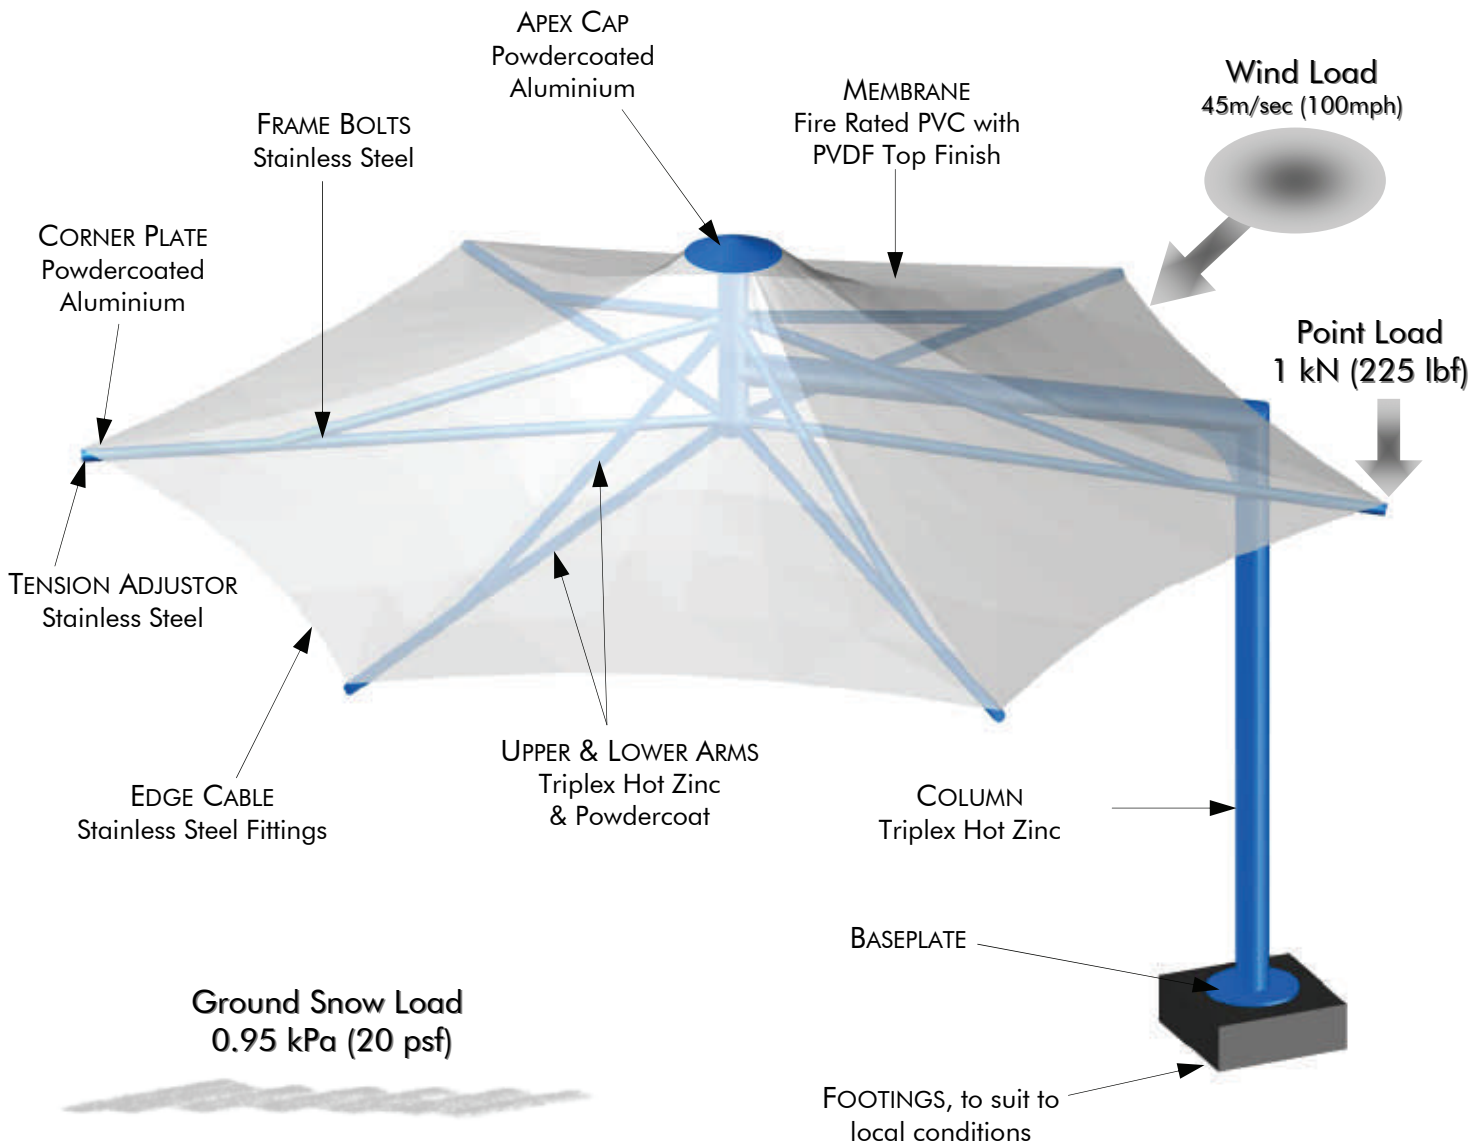 APEX CAP
Powdercoated
Aluminium
MEMBRANE
Fire Rated PVC with
PVDF Top Finish
Wind Load
45m/sec (100mph)
FRAME BOLTS
Stainless Steel
CORNER PLATE
Powdercoated
Aluminium
Point Load
1 kN (225 lbf)
TENSION ADJUSTOR
Stainless Steel
EDGE CABLE
Stainless Steel Fittings
UPPER & LOWER ARMS
Triplex Hot Zinc
& Powdercoat
COLUMN
Triplex Hot Zinc
BASEPLATE
Ground Snow Load
0.95 kPa (20 psf)
FOOTINGS, to suit to
local conditions